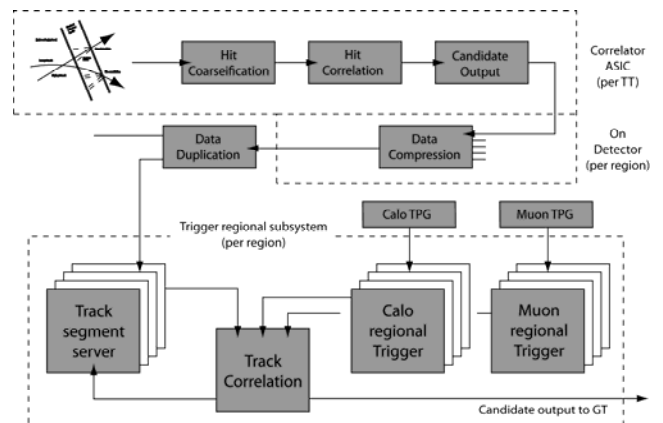 Hit
Coarseification
Hit
Correlation
Candidate
Output
Correlator
ASIC
(per TT)
Data
Duplication
Data
Compression
On
Detector
(per region)
Calo TPG
Muon TPG
Trigger regional subsystem
(per region)
Track
segment
server
Track
Correlation
Calo
regional
Trigger
Muon
regional
Trigger
Candidate output to GT